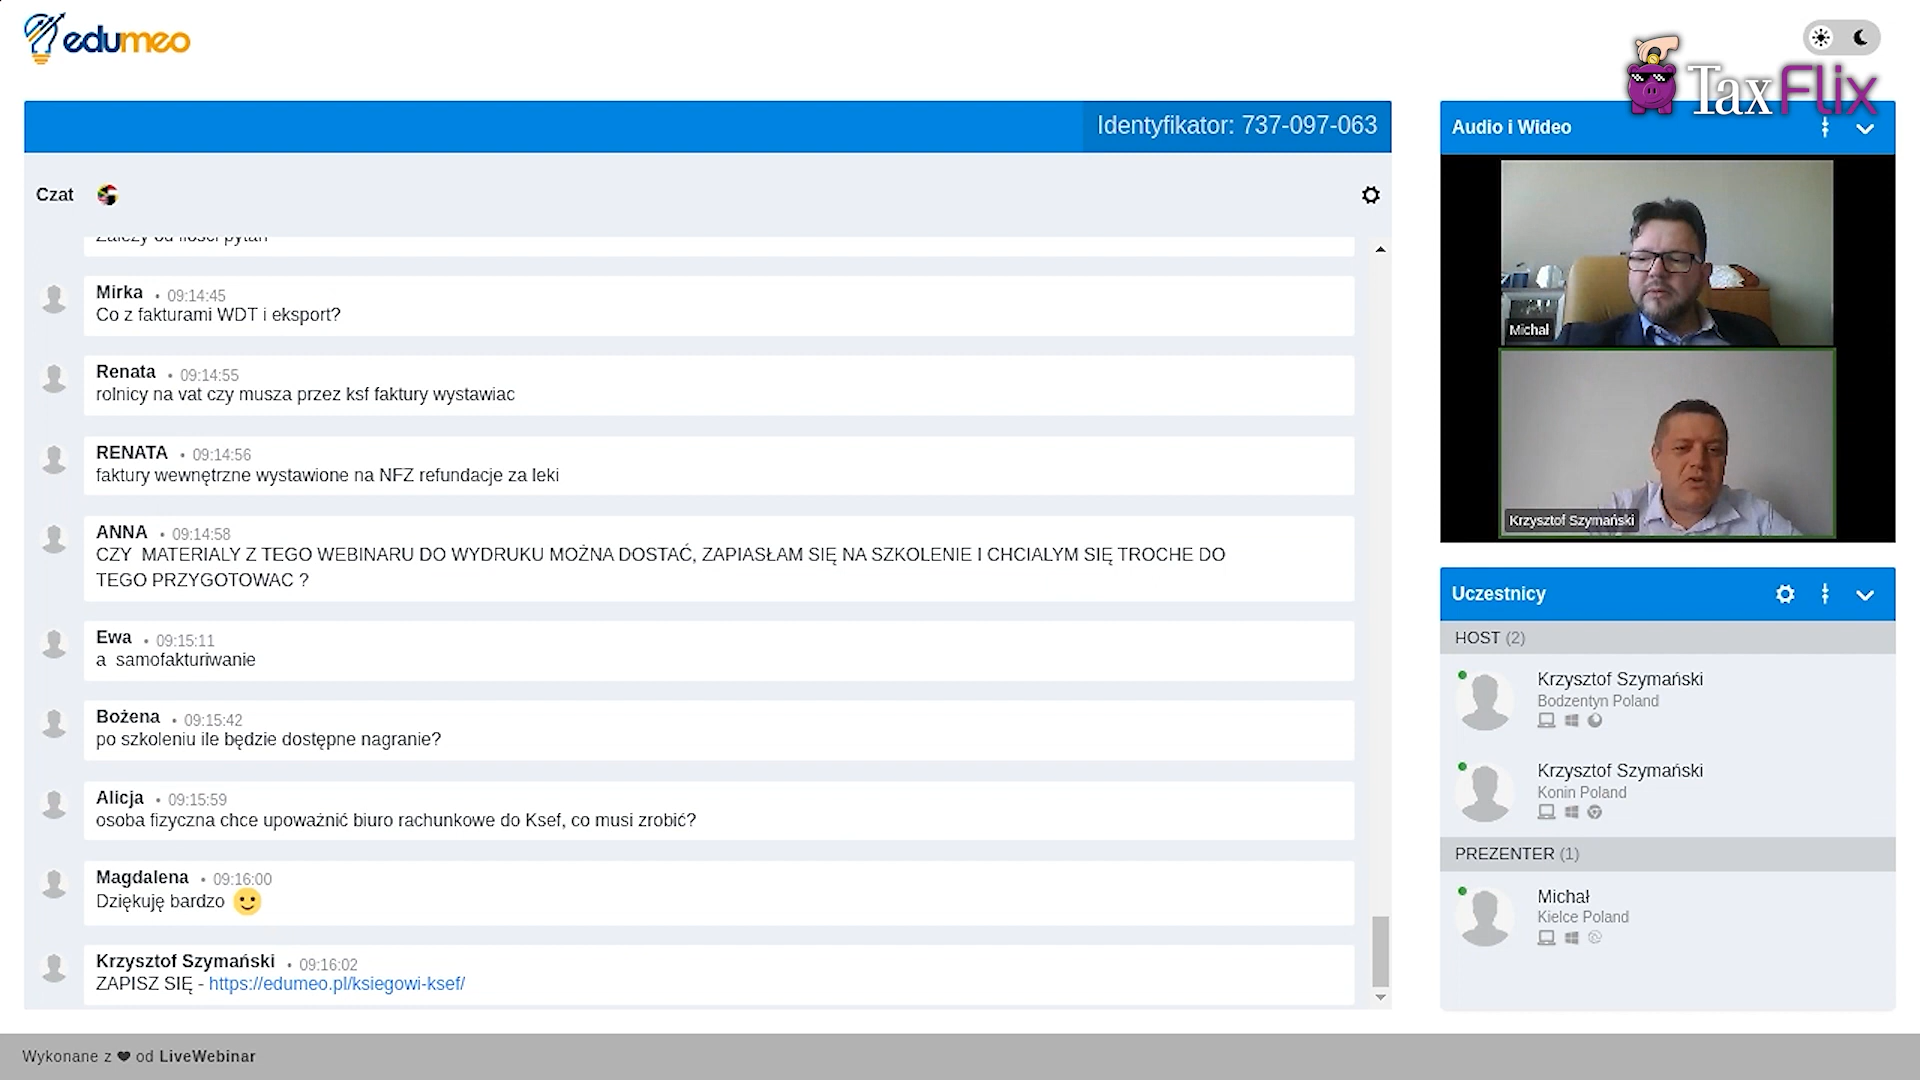 edumeo
TaxFlix
Identyfikator: 737-097-063
Czat
Zależy od ilości pytań
Mirka • 09:14:45
Co z fakturami WDT i eksport?
Renata • 09:14:55
rolnicy na vat czy musza przez ksf faktury wystawiac
RENATA • 09:14:56
faktury wewnętrzne wystawione na NFZ refundacje za leki
ANNA • 09:14:58
CZY MATERIALY Z TEGO WEBINARU DO WYDRUKU MOŻNA DOSTAĆ, ZAPIASŁAM SIĘ NA SZKOLENIE I CHCIALYM SIĘ TROCHE DO
TEGO PRZYGOTOWAC ?
Ewa • 09:15:11
a samofakturiwanie
Bożena • 09:15:42
po szkoleniu ile będzie dostępne nagranie?
Alicja • 09:15:59
osoba fizyczna chce upoważnić biuro rachunkowe do Ksef, co musi zrobić?
Magdalena • 09:16:00
Dziękuję bardzo 🙂
Krzysztof Szymański • 09:16:02
ZAPISZ SIĘ - https://edumeo.pl/ksiegowi-ksef/
Audio i Wideo
Michał
Krzysztof Szymański
Uczestnicy
HOST (2)
Krzysztof Szymański
Bodzentyn Poland
Krzysztof Szymański
Konin Poland
PREZENTER (1)
Michał
Kielce Poland
Wykonane z ❤ od LiveWebinar